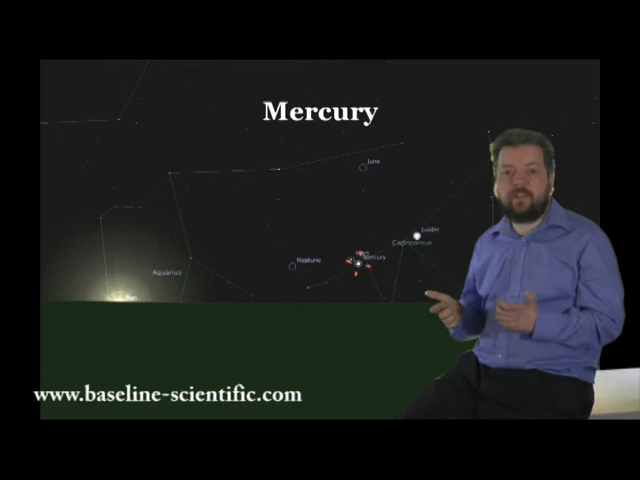 Mercury
Juno
Jupiter
Capricornus
Mercury
Neptune
Aquarius
Sun
www.baseline-scientific.com